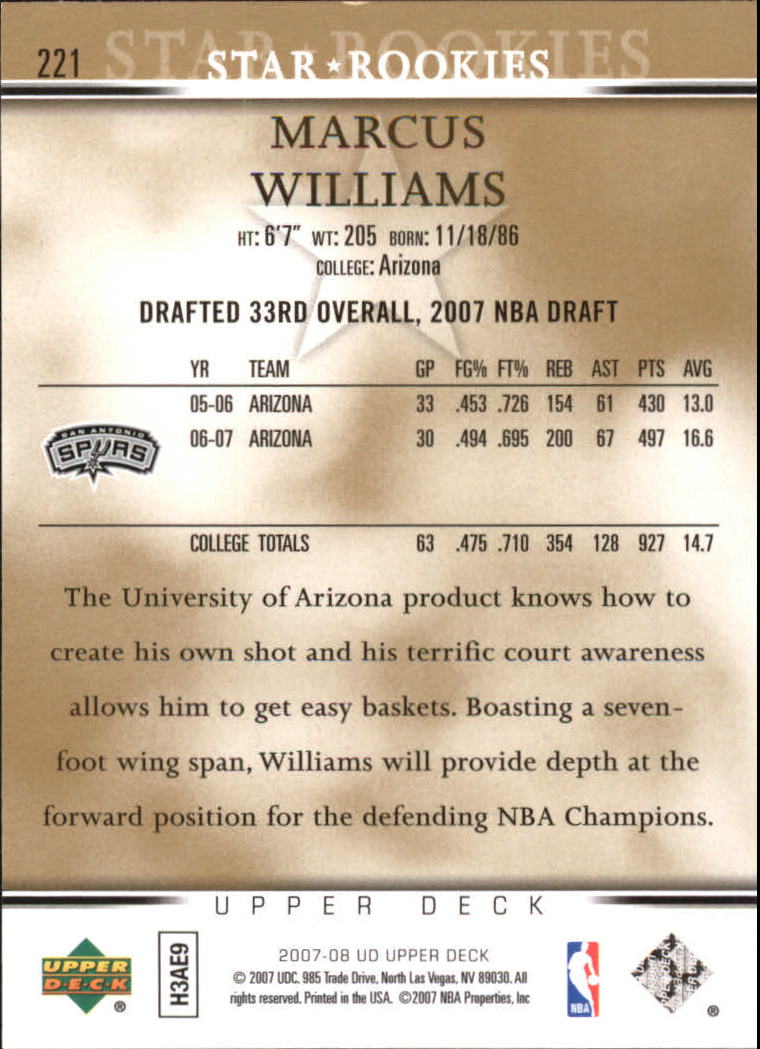 221 STAR ★ ROOKIES
STAR ROOKIES
MARCUS
WILLIAMS
HT: 6'7" WT: 205 BORN: 11/18/86
COLLEGE: Arizona
DRAFTED 33RD OVERALL, 2007 NBA DRAFT
YR TEAM GP FG% FT% REB AST PTS AVG
05-06 ARIZONA 33 .453 .726 154 61 430 13.0
SAN ANTONIO
SPURS
06-07 ARIZONA 30 .494 .695 200 67 497 16.6
COLLEGE TOTALS 63 .475 .710 354 128 927 14.7
The University of Arizona product knows how to
create his own shot and his terrific court awareness
allows him to get easy baskets. Boasting a seven-
foot wing span, Williams will provide depth at the
forward position for the defending NBA Champions.
UPPER DECK
UPPER
D·E·C·K
®
H3AE9
2007-08 UD UPPER DECK
© 2007 UDC. 985 Trade Drive, North Las Vegas, NV 89030. All
rights reserved. Printed in the USA. ©2007 NBA Properties, Inc
NBA
®